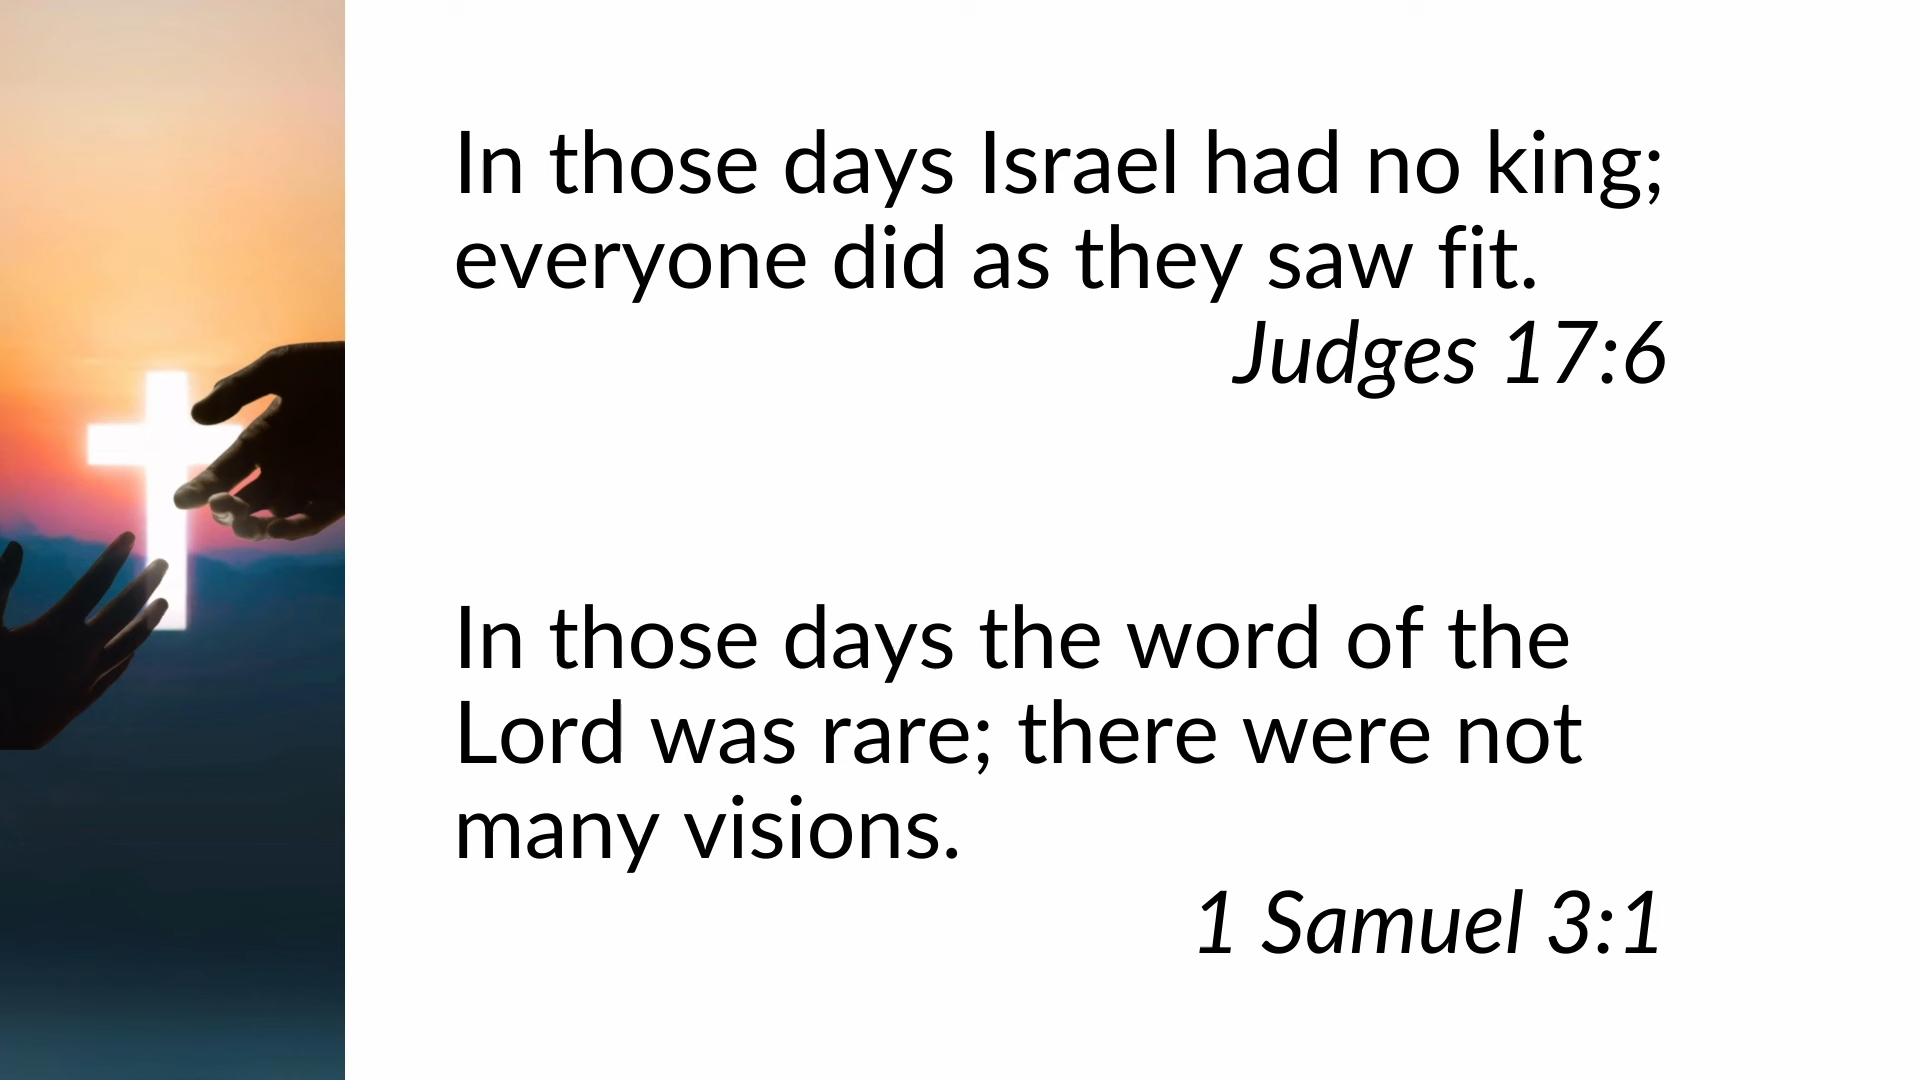 In those days Israel had no king;
everyone did as they saw fit.
Judges 17:6
In those days the word of the
Lord was rare; there were not
many visions.
1 Samuel 3:1